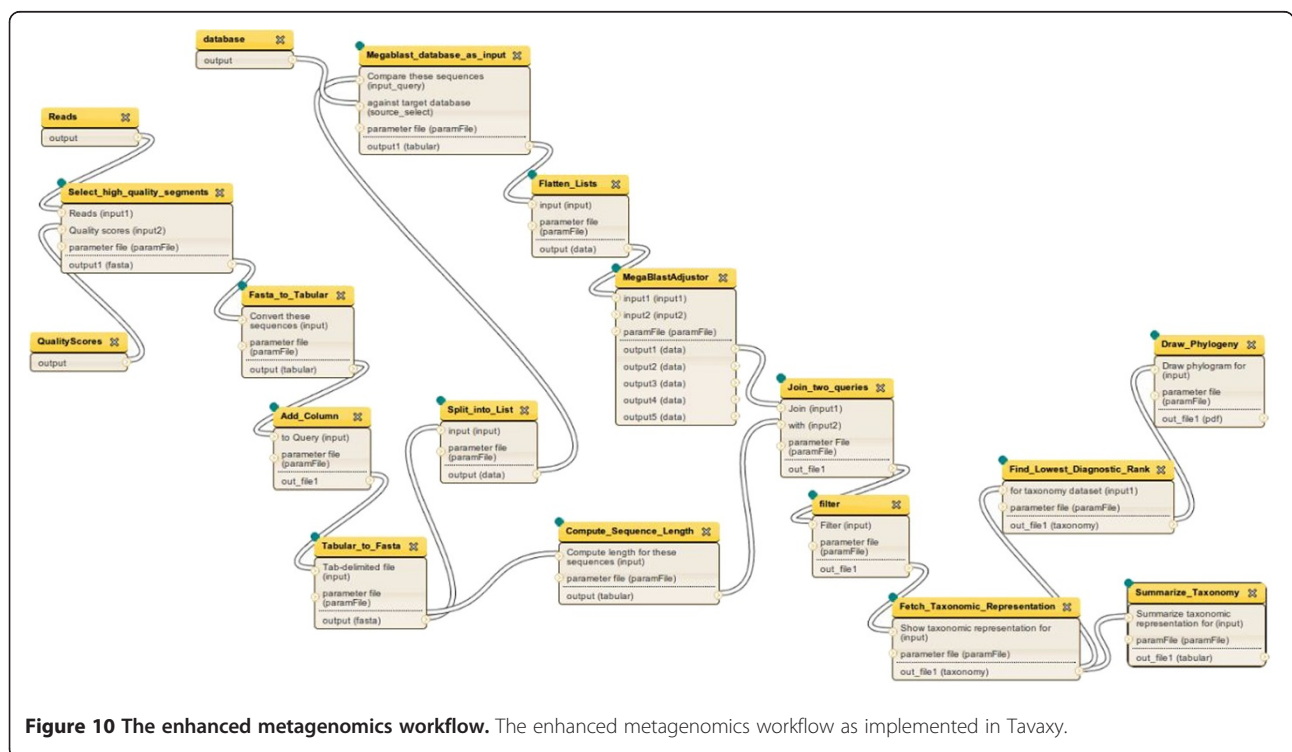 database
output
Megablast_database_as_input
Compare these sequences
(input_query)
against target database
(source_select)
parameter file (paramFile)
output1 (tabular)
Reads
output
Select_high_quality_segments
Reads (input1)
Quality scores (input2)
parameter file (paramFile)
output1 (fasta)
QualityScores
output
Fasta_to_Tabular
Convert these
sequences (input)
parameter file
(paramFile)
output (tabular)
Add_Column
to Query (input)
parameter file
(paramFile)
out_file1
Tabular_to_Fasta
Tab-delimited file
(input)
parameter file
(paramFile)
output (fasta)
Split_into_List
input (input)
parameter file
(paramFile)
output (data)
Flatten_Lists
input (input)
parameter file
(paramFile)
output (data)
MegaBlastAdjustor
input1 (input1)
input2 (input2)
paramFile (paramFile)
output1 (data)
output2 (data)
output3 (data)
output4 (data)
output5 (data)
Compute_Sequence_Length
Compute length for these
sequences (input)
parameter file (paramFile)
output (tabular)
Join_two_queries
Join (input1)
with (input2)
parameter File
(paramFile)
out_file1
filter
Filter (input)
parameter file
(paramFile)
out_file1
Fetch_Taxonomic_Representation
Show taxonomic representation for
(input)
parameter file (paramFile)
out_file1 (taxonomy)
Find_Lowest_Diagnostic_Rank
for taxonomy dataset (input1)
parameter file (paramFile)
out_file1 (taxonomy)
Draw_Phylogeny
Draw phylogram for
(input)
parameter file
(paramFile)
out_file1 (pdf)
Summarize_Taxonomy
Summarize taxonomic
representation for (input)
paramFile (paramFile)
out_file1 (tabular)
Figure 10 The enhanced metagenomics workflow. The enhanced metagenomics workflow as implemented in Tavaxy.